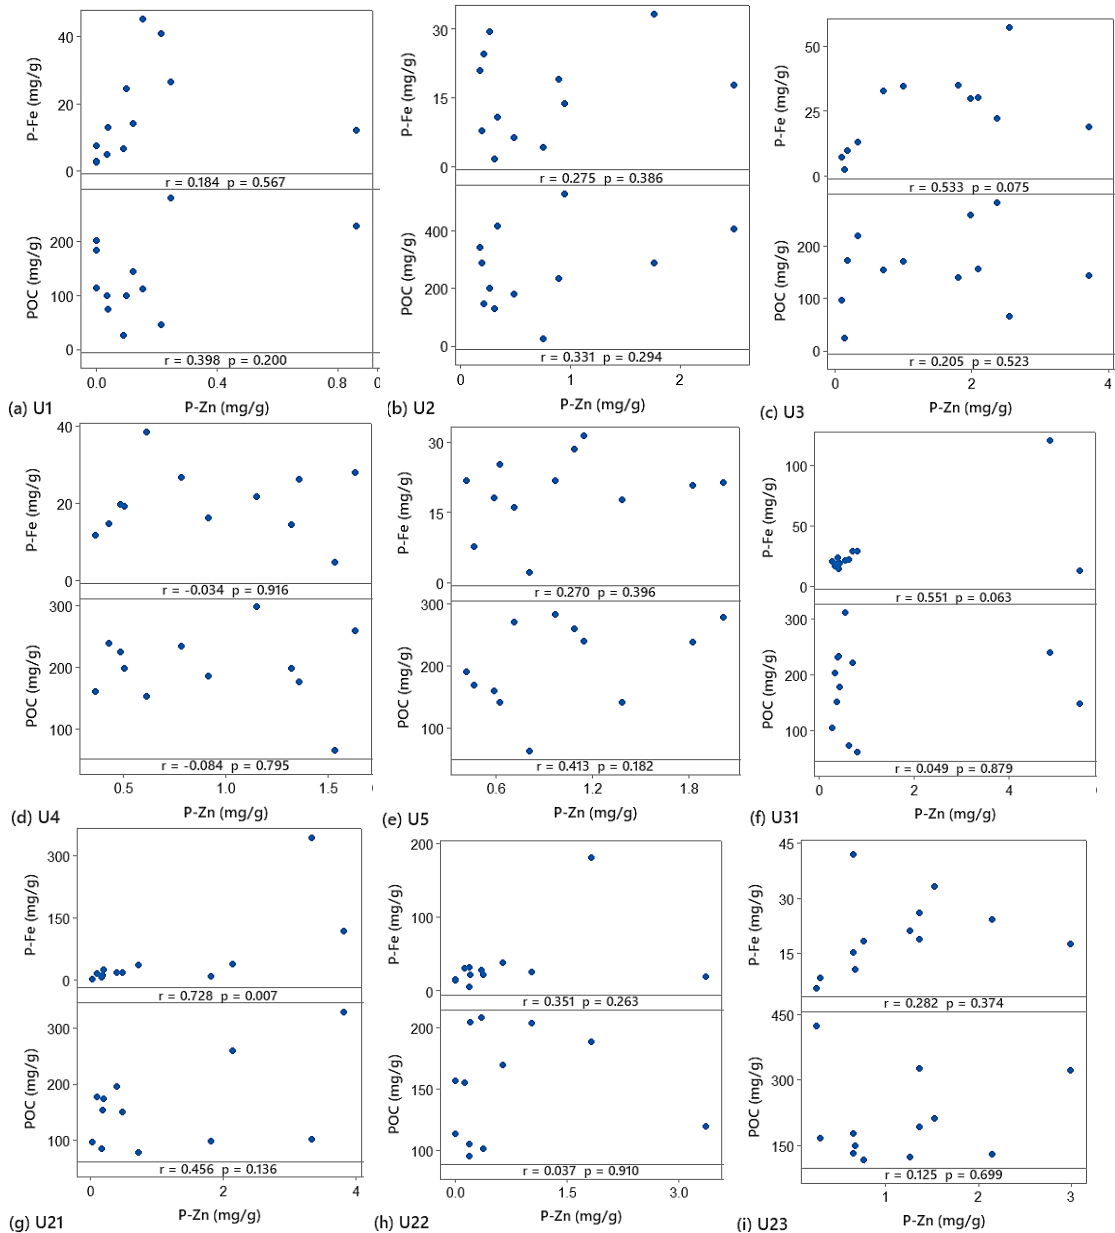 P-Fe (mg/g)
40
20
0
r = 0.184 p = 0.567
POC (mg/g)
200
100
0
r = 0.398 p = 0.200
0.0 0.4 0.8 0
(a) U1 P-Zn (mg/g)
P-Fe (mg/g)
30
15
0
r = 0.275 p = 0.386
POC (mg/g)
400
200
0
r = 0.331 p = 0.294
0 1 2
(b) U2 P-Zn (mg/g)
P-Fe (mg/g)
50
25
0
r = 0.533 p = 0.075
POC (mg/g)
200
100
0
r = 0.205 p = 0.523
0 2 4
(c) U3 P-Zn (mg/g)
P-Fe (mg/g)
40
20
0
r = -0.034 p = 0.916
POC (mg/g)
300
200
100
r = -0.084 p = 0.795
0.5 1.0 1.5
(d) U4 P-Zn (mg/g)
P-Fe (mg/g)
30
15
0
r = 0.270 p = 0.396
POC (mg/g)
300
200
100
r = 0.413 p = 0.182
0.6 1.2 1.8
(e) U5 P-Zn (mg/g)
P-Fe (mg/g)
100
50
0
r = 0.551 p = 0.063
POC (mg/g)
300
200
100
r = 0.049 p = 0.879
0 2 4
(f) U31 P-Zn (mg/g)
P-Fe (mg/g)
300
150
0
r = 0.728 p = 0.007
POC (mg/g)
300
200
100
r = 0.456 p = 0.136
0 2 4
(g) U21 P-Zn (mg/g)
P-Fe (mg/g)
200
100
0
r = 0.351 p = 0.263
POC (mg/g)
200
150
100
r = 0.037 p = 0.910
0.0 1.5 3.0
(h) U22 P-Zn (mg/g)
P-Fe (mg/g)
45
30
15
r = 0.282 p = 0.374
POC (mg/g)
450
300
150
r = 0.125 p = 0.699
1 2 3
(i) U23 P-Zn (mg/g)